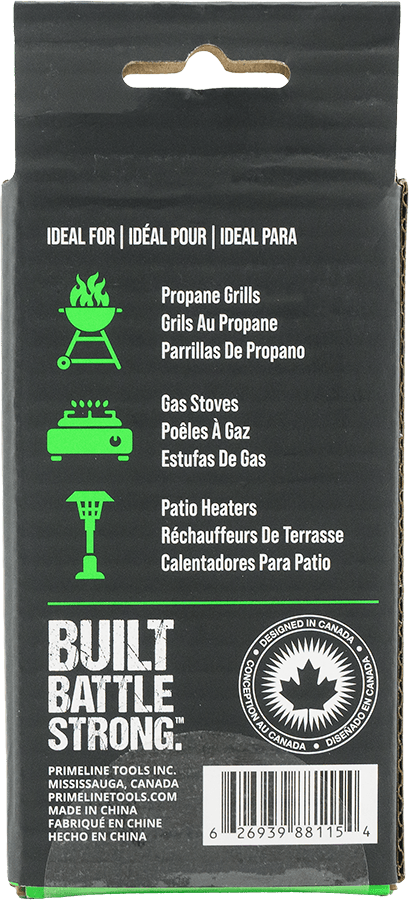 IDEAL FOR | IDÉAL POUR | IDEAL PARA
Propane Grills
Grils Au Propane
Parrillas De Propano
Gas Stoves
Poêles À Gaz
Estufas De Gas
Patio Heaters
Réchauffeurs De Terrasse
Calentadores Para Patio
BUILT
BATTLE
STRONG.™
DESIGNED IN CANADA
CONCEPTION AU CANADA
DISEÑADO EN CANADA
PRIMELINE TOOLS INC.
MISSISSAUGA, CANADA
PRIMELINETOOLS.COM
MADE IN CHINA
FABRIQUÉ EN CHINE
HECHO EN CHINA
6 26939 88115 4